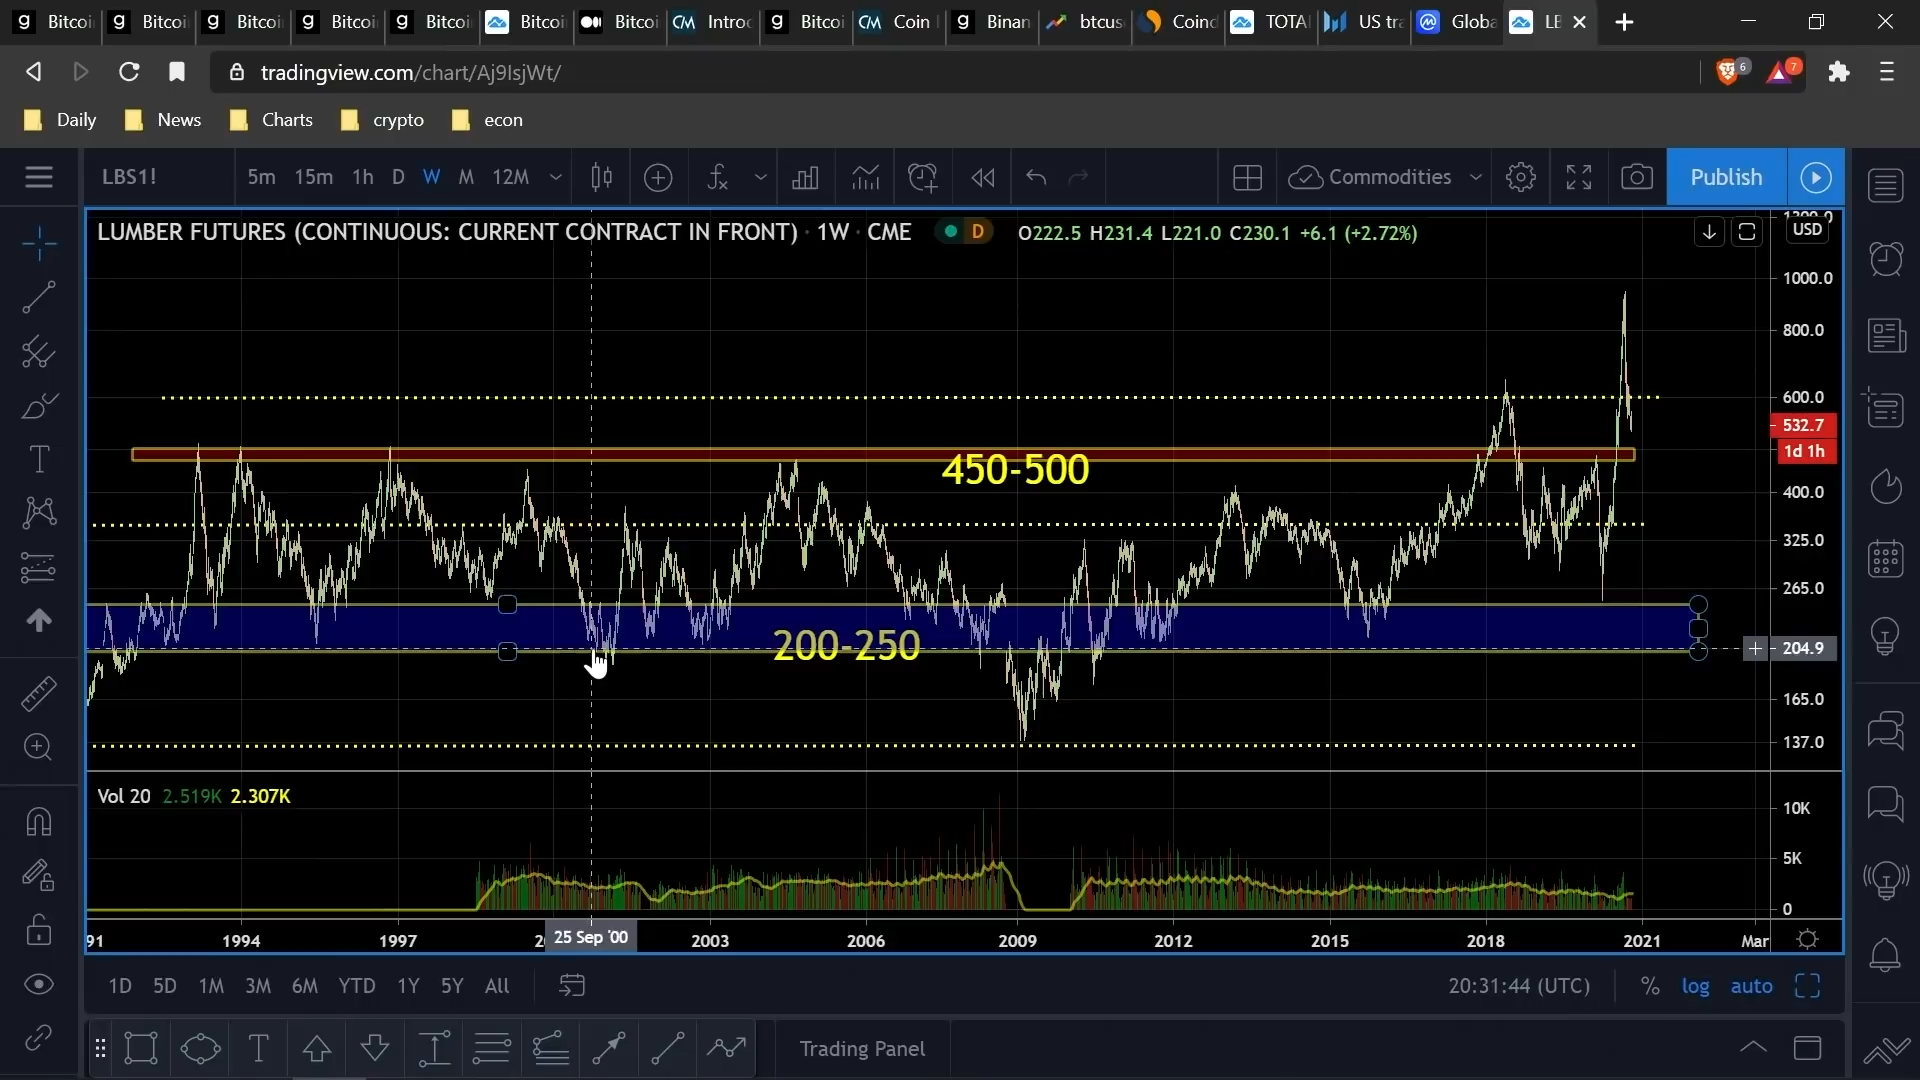 Bitcoi Bitcoi Bitcoi Bitcoi Bitcoi Bitcoi Bitcoi Introd Bitcoi Coin Binan btcus Coind TOTA US tra Globa LE
tradingview.com/chart/Aj9IsjWt/ 6 7
Daily News Charts crypto econ
LBS1! 5m 15m 1h D W M 12M Commodities Publish
LUMBER FUTURES (CONTINUOUS: CURRENT CONTRACT IN FRONT) · 1W · CME D O222.5 H231.4 L221.0 C230.1 +6.1 (+2.72%) USD
1200.0
1000.0
800.0
600.0
532.7
1d 1h
450-500
400.0
325.0
265.0
200-250
204.9
165.0
137.0
Vol 20 2.519K 2.307K
10K
5K
0
91 1994 1997 25 Sep '00 2003 2006 2009 2012 2015 2018 2021 Mar
1D 5D 1M 3M 6M YTD 1Y 5Y All 20:31:44 (UTC) % log auto
Trading Panel